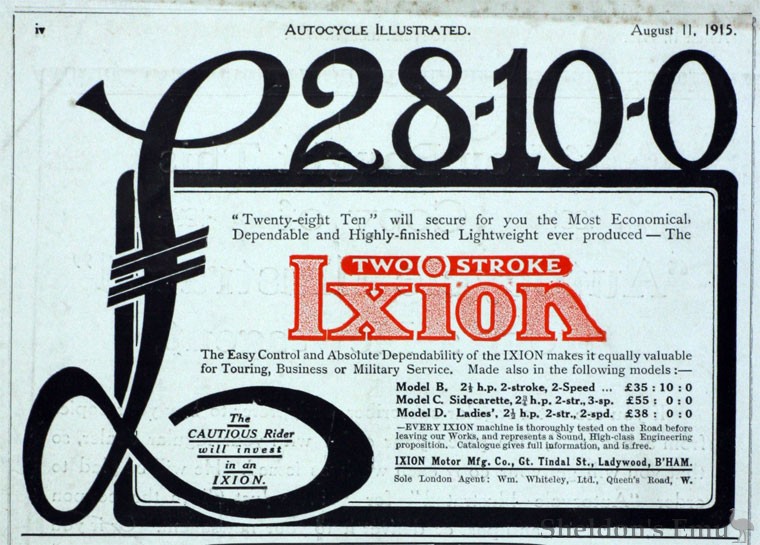 iv
AUTOCYCLE ILLUSTRATED.
August 11, 1915.
£28-10-0
"Twenty-eight Ten" will secure for you the Most Economical,
Dependable and Highly-finished Lightweight ever produced — The
TWO STROKE
Ixion
The Easy Control and Absolute Dependability of the IXION makes it equally valuable
for Touring, Business or Military Service. Made also in the following models:—
Model B. 2½ h.p. 2-stroke, 2-Speed ... £35 : 10 : 0
Model C. Sidecarette, 2¾ h.p. 2-str., 3-sp. £55 : 0 : 0
Model D. Ladies', 2½ h.p. 2-str., 2-spd. £38 : 0 : 0
—EVERY IXION machine is thoroughly tested on the Road before
leaving our Works, and represents a Sound, High-class Engineering
proposition. Catalogue gives full information, and is free.
IXION Motor Mfg. Co., Gt. Tindal St., Ladywood, B'HAM.
Sole London Agent: Wm. Whiteley, Ltd., Queen's Road, W.
The
CAUTIOUS Rider
will invest
in an
IXION.
Sheldon's Emu